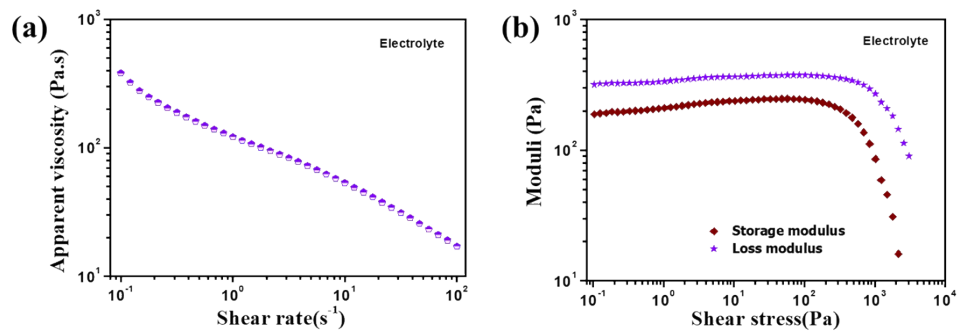 (a)
Electrolyte
Apparent viscosity (Pa.s)
10³
10²
10¹
10⁻¹
10⁰
10¹
10²
Shear rate(s⁻¹)
(b)
Electrolyte
Moduli (Pa)
10³
10²
10¹
Storage modulus
Loss modulus
10⁻¹
10⁰
10¹
10²
10³
10⁴
Shear stress(Pa)